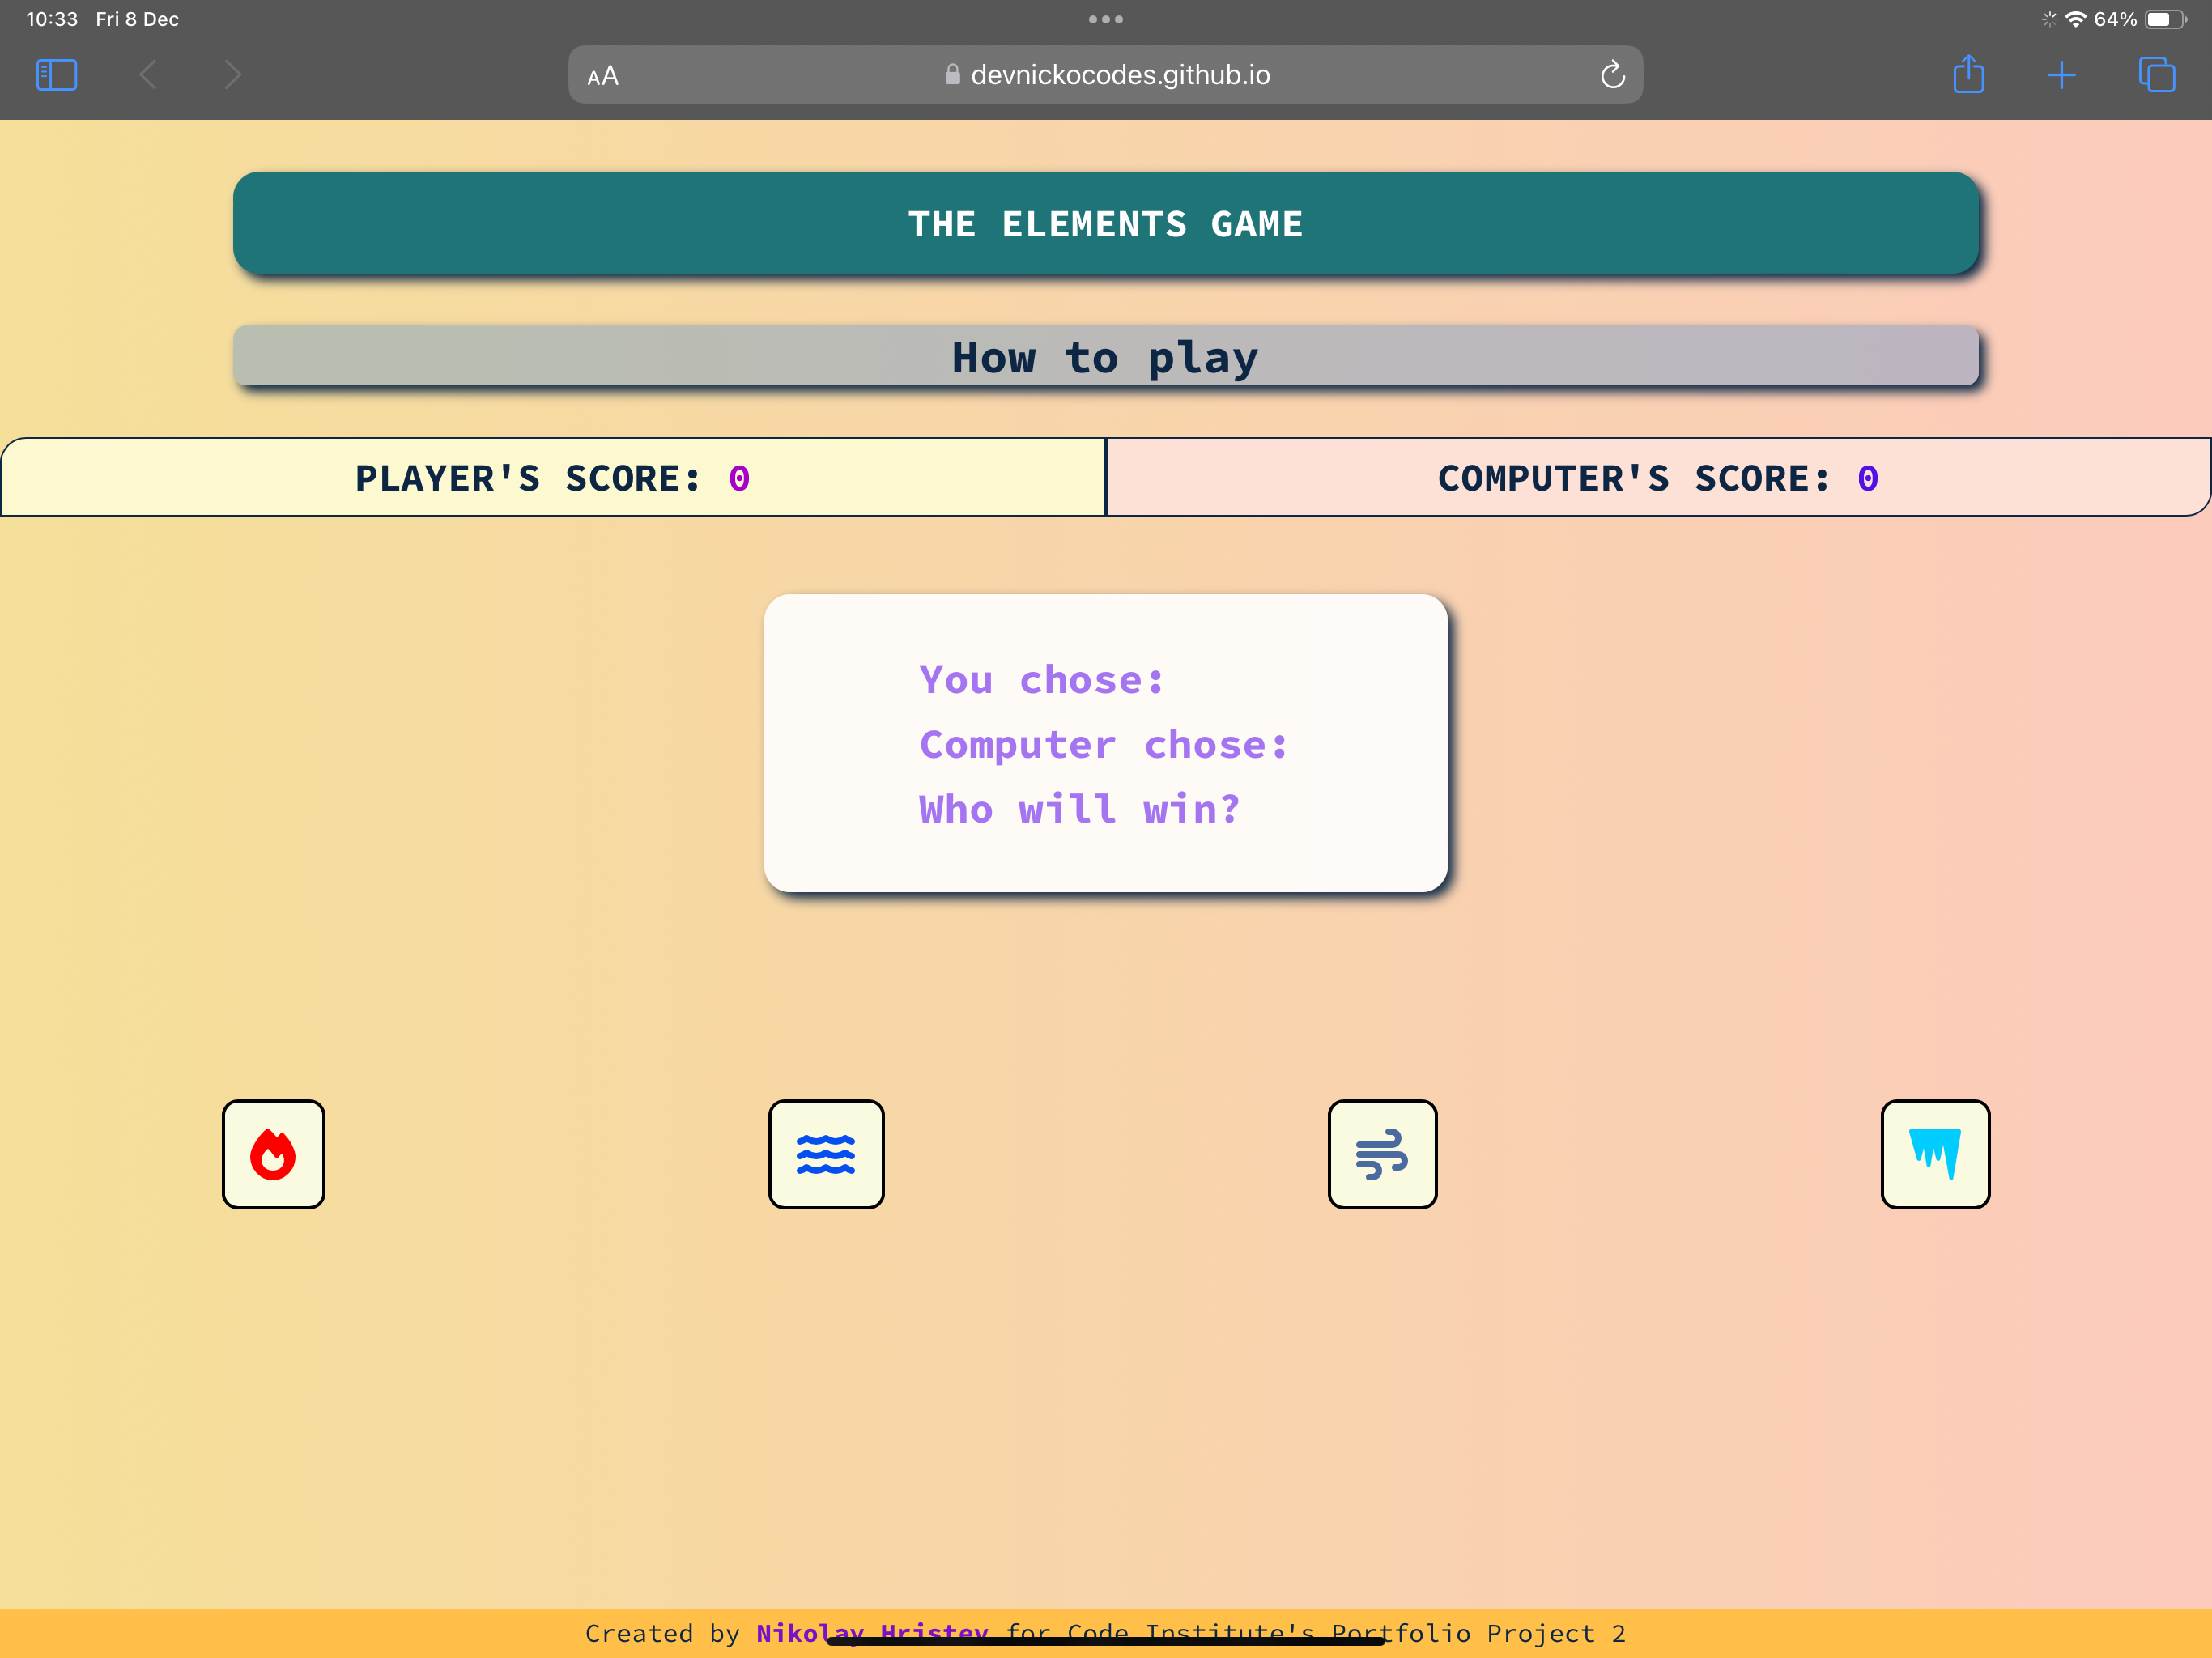 10:33 Fri 8 Dec
64%
AA devnickocodes.github.io
THE ELEMENTS GAME
How to play
PLAYER'S SCORE: 0
COMPUTER'S SCORE: 0
You chose:
Computer chose:
Who will win?
Created by Nikolay Hristev for Code Institute's Portfolio Project 2